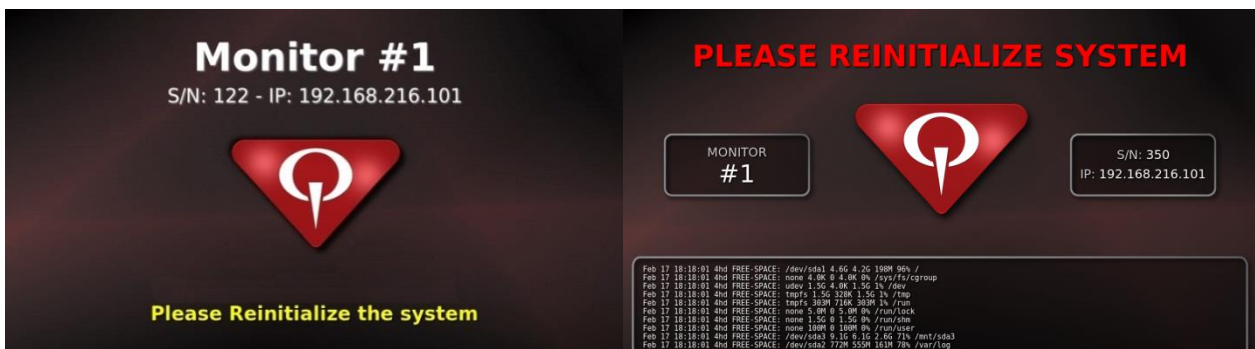 Monitor #1
S/N: 122 - IP: 192.168.216.101
Please Reinitialize the system
PLEASE REINITIALIZE SYSTEM
MONITOR
#1
S/N: 350
IP: 192.168.216.101
Feb 17 18:18:01 4hd FREE-SPACE: /dev/sda1 4.6G 4.2G 198M 96% /
Feb 17 18:18:01 4hd FREE-SPACE: none 4.0K 0 4.0K 0% /sys/fs/cgroup
Feb 17 18:18:01 4hd FREE-SPACE: udev 1.5G 4.0K 1.5G 1% /dev
Feb 17 18:18:01 4hd FREE-SPACE: tmpfs 1.5G 328K 1.5G 1% /tmp
Feb 17 18:18:01 4hd FREE-SPACE: tmpfs 303M 716K 303M 1% /run
Feb 17 18:18:01 4hd FREE-SPACE: none 5.0M 0 5.0M 0% /run/lock
Feb 17 18:18:01 4hd FREE-SPACE: none 1.5G 0 1.5G 0% /run/shm
Feb 17 18:18:01 4hd FREE-SPACE: none 100M 0 100M 0% /run/user
Feb 17 18:18:01 4hd FREE-SPACE: /dev/sda3 9.1G 6.1G 2.6G 71% /mnt/sda3
Feb 17 18:18:01 4hd FREE-SPACE: /dev/sda2 772M 555M 161M 78% /var/log